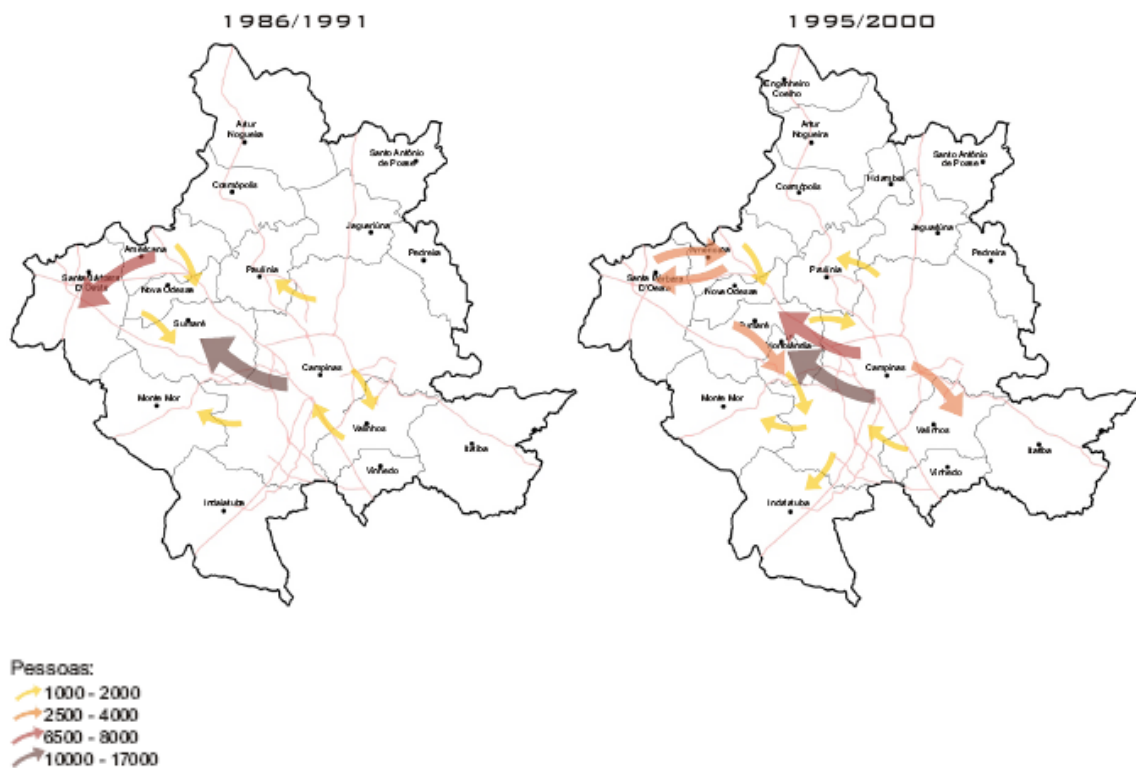 1986/1991
Artur
Nogueira
Santo Antônio
de Posse
Cosmópolis
Jaguariúna
Pedreira
Americana
Santa Bárbara
D'Oeste
Nova Odessa
Paulínia
Sumaré
Campinas
Monte Mor
Valinhos
Itatiba
Vinhedo
Indaiatuba
1995/2000
Engenheiro
Coelho
Artur
Nogueira
Santo Antônio
de Posse
Holambra
Cosmópolis
Jaguariúna
Pedreira
Americana
Santa Bárbara
D'Oeste
Nova Odessa
Paulínia
Sumaré
Hortolândia
Campinas
Monte Mor
Valinhos
Itatiba
Vinhedo
Indaiatuba
Pessoas:
1000 - 2000
2500 - 4000
6500 - 8000
10000 - 17000